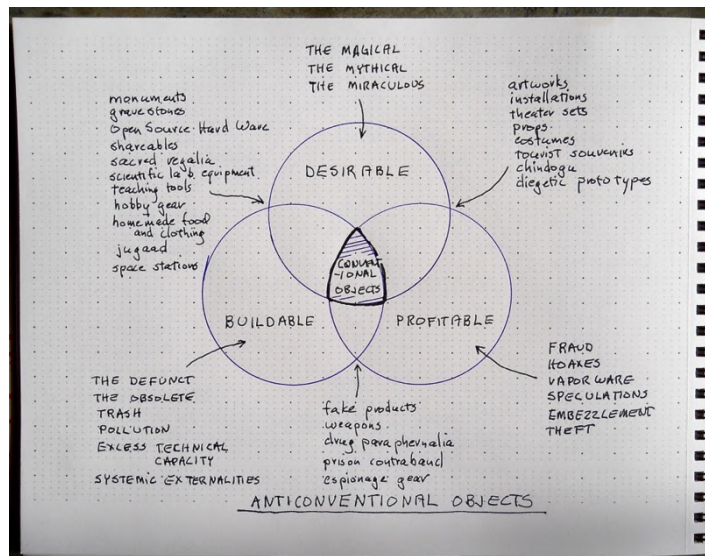 THE MAGICAL
THE MYTHICAL
THE MIRACULOUS
monuments
gravestones
Open Source Hard Ware
shareables
sacred regalia
scientific lab equipment
teaching tools
hobby gear
homemade food
and clothing
jugaad
space stations
artworks
installations
theater sets
props
costumes
tourist souvenirs
chindogu
diegetic prototypes
DESIRABLE
CONVENT
-IONAL
OBJECTS
BUILDABLE
PROFITABLE
THE DEFUNCT
THE OBSOLETE
TRASH
POLLUTION
EXCESS TECHNICAL
CAPACITY
SYSTEMIC EXTERNALITIES
fake products
weapons
drug paraphernalia
prison contraband
espionage gear
FRAUD
HOAXES
VAPORWARE
SPECULATIONS
EMBEZZLEMENT
THEFT
ANTICONVENTIONAL OBJECTS